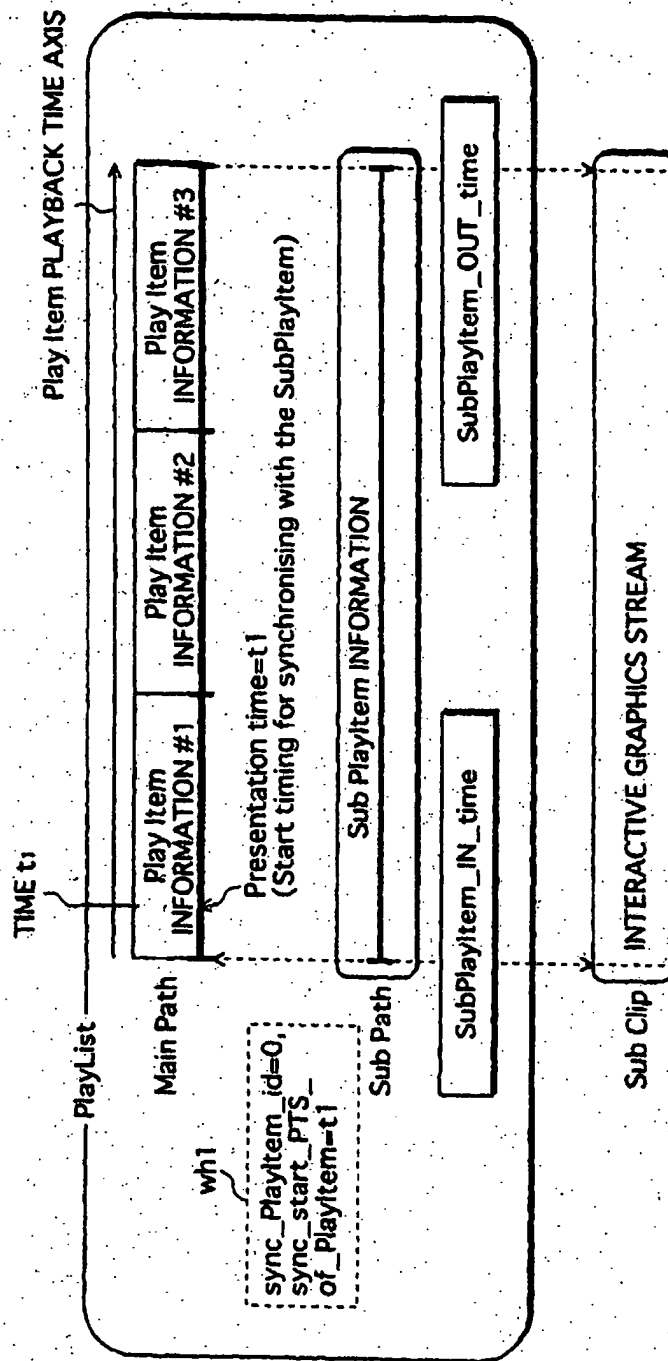 Play Item PLAYBACK TIME AXIS
PlayList
TIME t1
Main Path
Play Item
INFORMATION #1
Play Item
INFORMATION #2
Play Item
INFORMATION #3
Presentation time=t1
(Start timing for synchronising with the SubPlayItem)
wh1
sync_PlayItem_id=0,
sync_start_PTS_
of_PlayItem=t1
Sub Path
Sub PlayItem INFORMATION
SubPlayItem_IN_time
SubPlayItem_OUT_time
Sub Clip
INTERACTIVE GRAPHICS STREAM